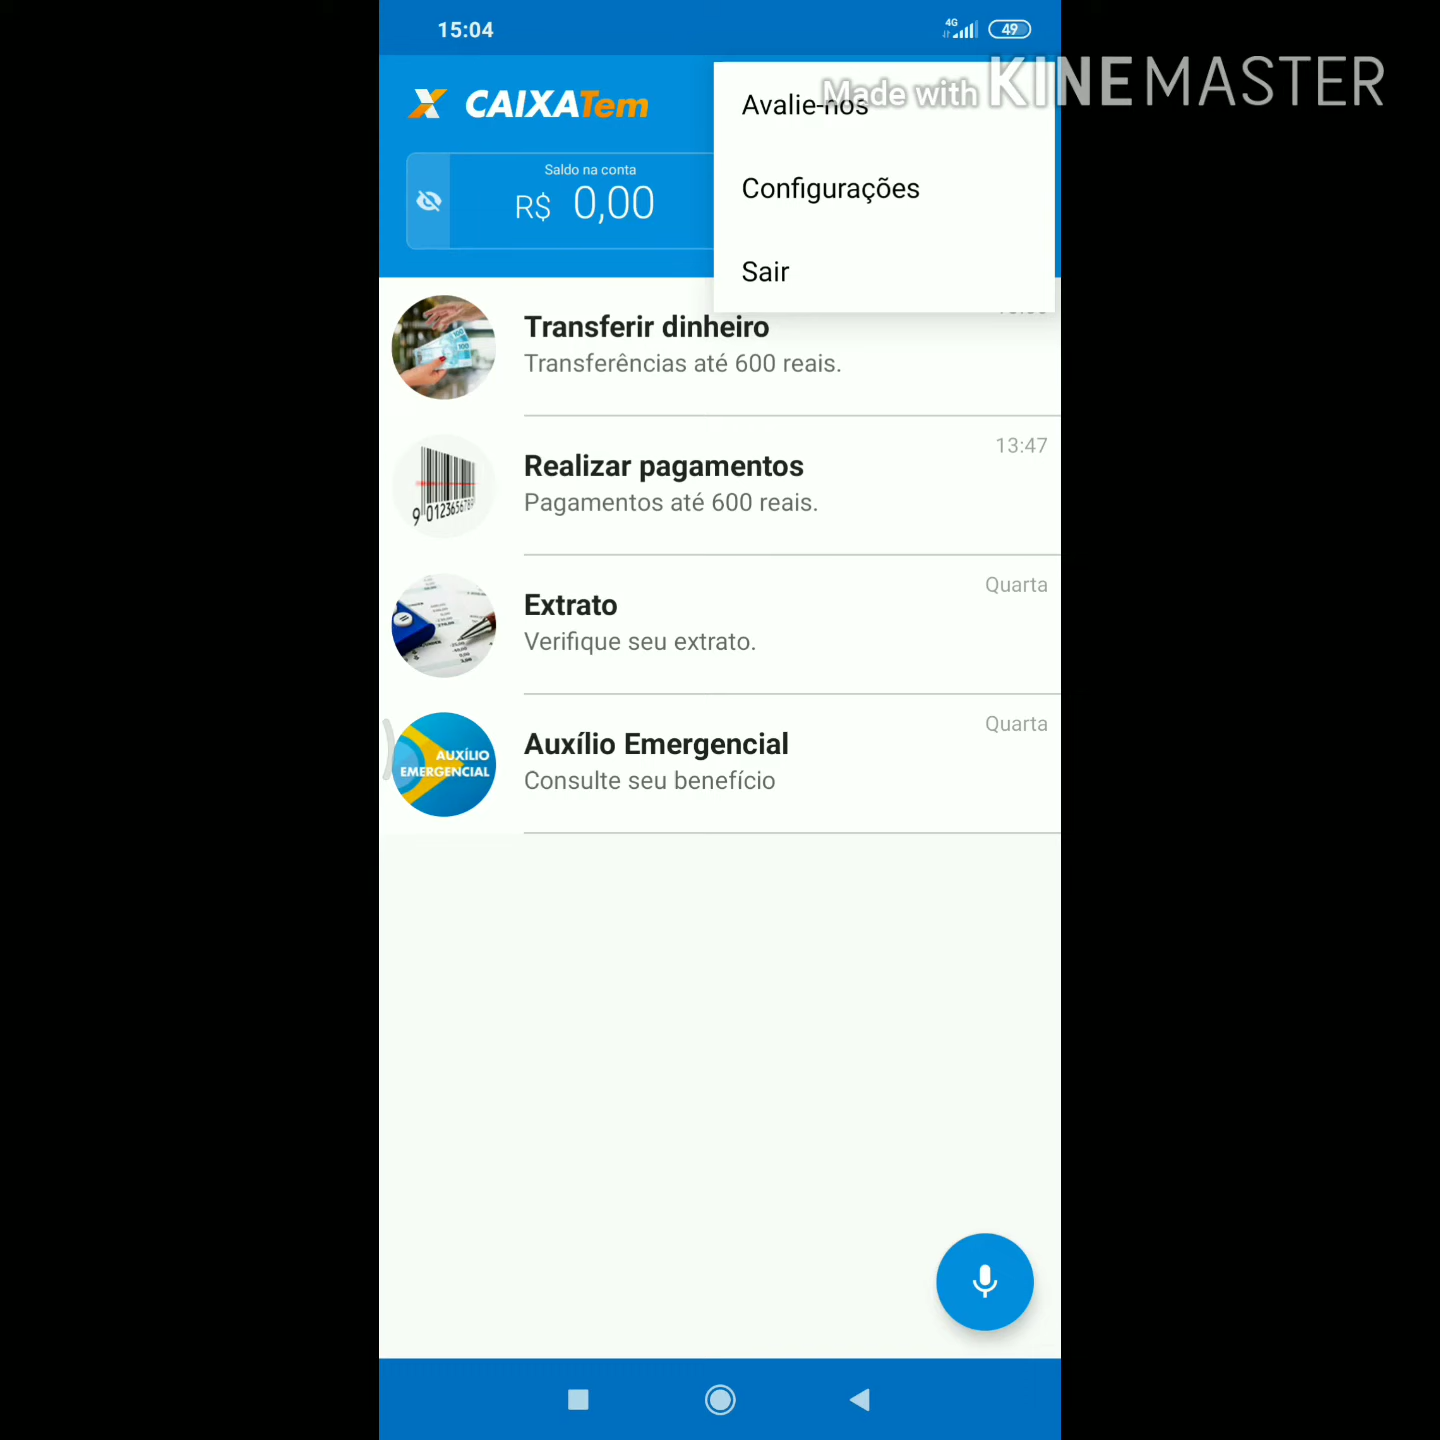 15:04
4G
49
Made with KINEMASTER
CAIXATem
Avalie-nos
Saldo na conta
R$ 0,00
Configurações
Sair
Transferir dinheiro
Transferências até 600 reais.
13:47
Realizar pagamentos
Pagamentos até 600 reais.
Quarta
Extrato
Verifique seu extrato.
Quarta
Auxílio Emergencial
Consulte seu benefício
AUXÍLIO
EMERGENCIAL